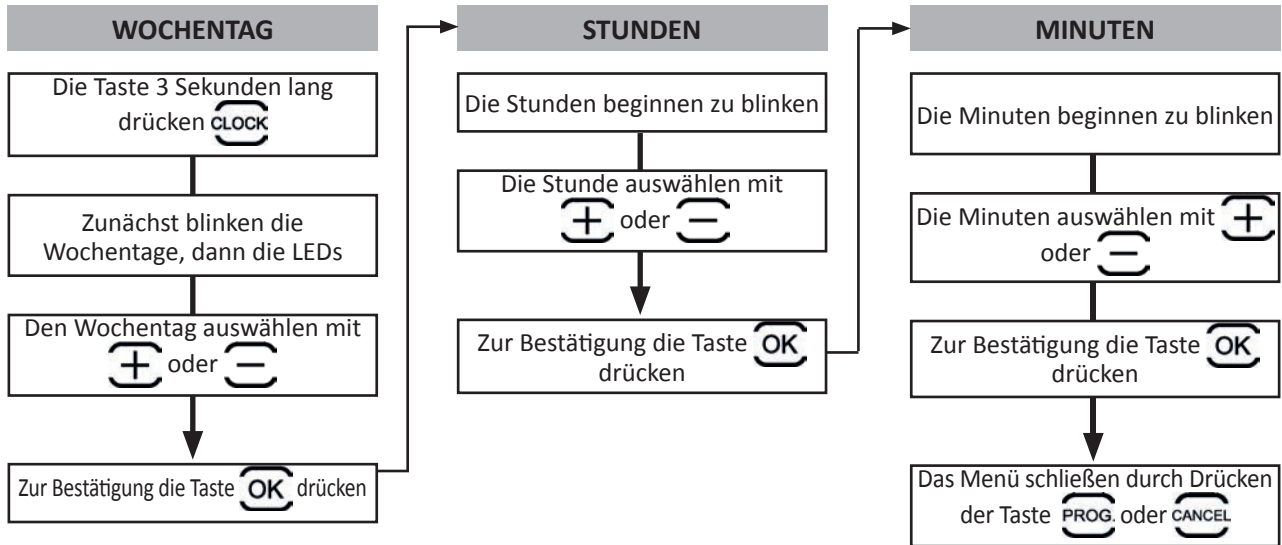 WOCHENTAG
Die Taste 3 Sekunden lang
drücken CLOCK
Zunächst blinken die
Wochentage, dann die LEDs
Den Wochentag auswählen mit
+ oder −
Zur Bestätigung die Taste OK drücken
STUNDEN
Die Stunden beginnen zu blinken
Die Stunde auswählen mit
+ oder −
Zur Bestätigung die Taste OK
drücken
MINUTEN
Die Minuten beginnen zu blinken
Die Minuten auswählen mit +
oder −
Zur Bestätigung die Taste OK
drücken
Das Menü schließen durch Drücken
der Taste PROG. oder CANCEL